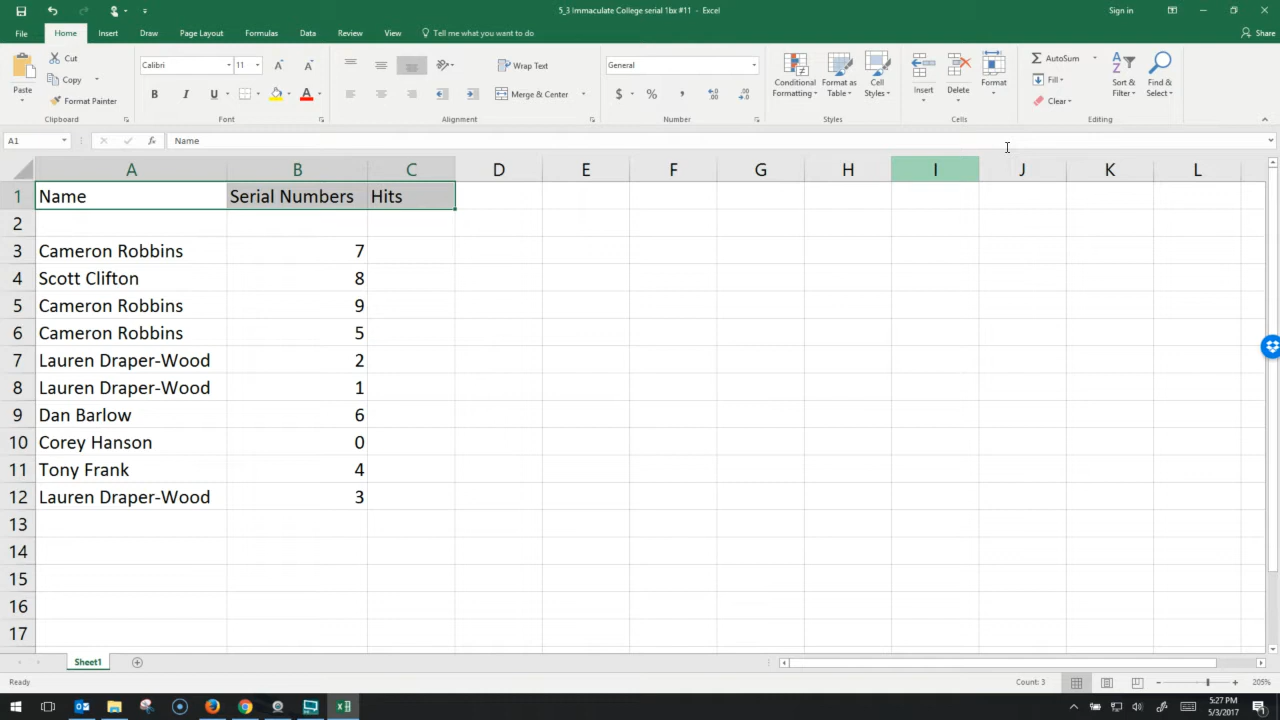 5_3 Immaculate College serial 1bx #11 - Excel
Sign in
File Home Insert Draw Page Layout Formulas Data Review View Tell me what you want to do Share
Paste
Cut
Copy
Format Painter
Clipboard
Calibri 11
B I U
Font
Wrap Text
Merge & Center
Alignment
General
$ % ,
Number
Conditional Formatting
Format as Table
Cell Styles
Styles
Insert
Delete
Format
Cells
AutoSum
Fill
Clear
Sort & Filter
Find & Select
Editing
A1 fx Name
A B C D E F G H I J K L
1 Name Serial Numbers Hits
2
3 Cameron Robbins 7
4 Scott Clifton 8
5 Cameron Robbins 9
6 Cameron Robbins 5
7 Lauren Draper-Wood 2
8 Lauren Draper-Wood 1
9 Dan Barlow 6
10 Corey Hanson 0
11 Tony Frank 4
12 Lauren Draper-Wood 3
13
14
15
16
17
Sheet1
Ready Count: 3 205%
5:27 PM
5/3/2017